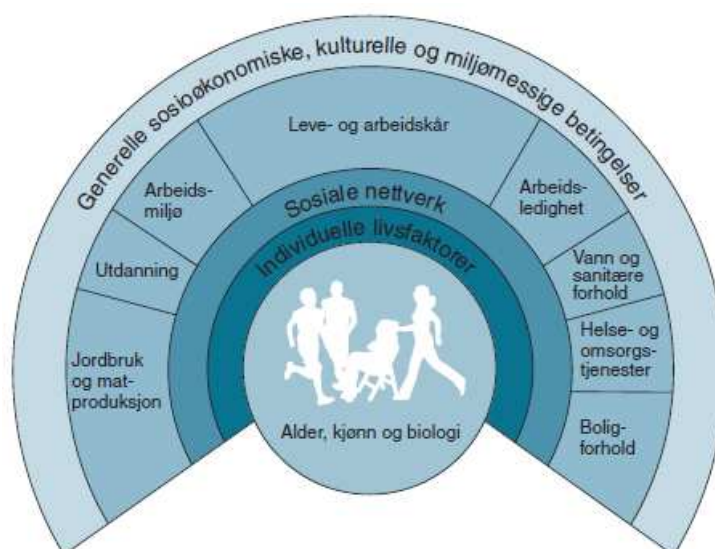 Generelle sosioøkonomiske, kulturelle og miljømessige betingelser
Leve- og arbeidskår
Arbeids-
miljø
Arbeids-
ledighet
Sosiale nettverk
Individuelle livsfaktorer
Utdanning
Vann og
sanitære
forhold
Jordbruk
og mat-
produksjon
Helse- og
omsorgs-
tjenester
Bolig-
forhold
Alder, kjønn og biologi